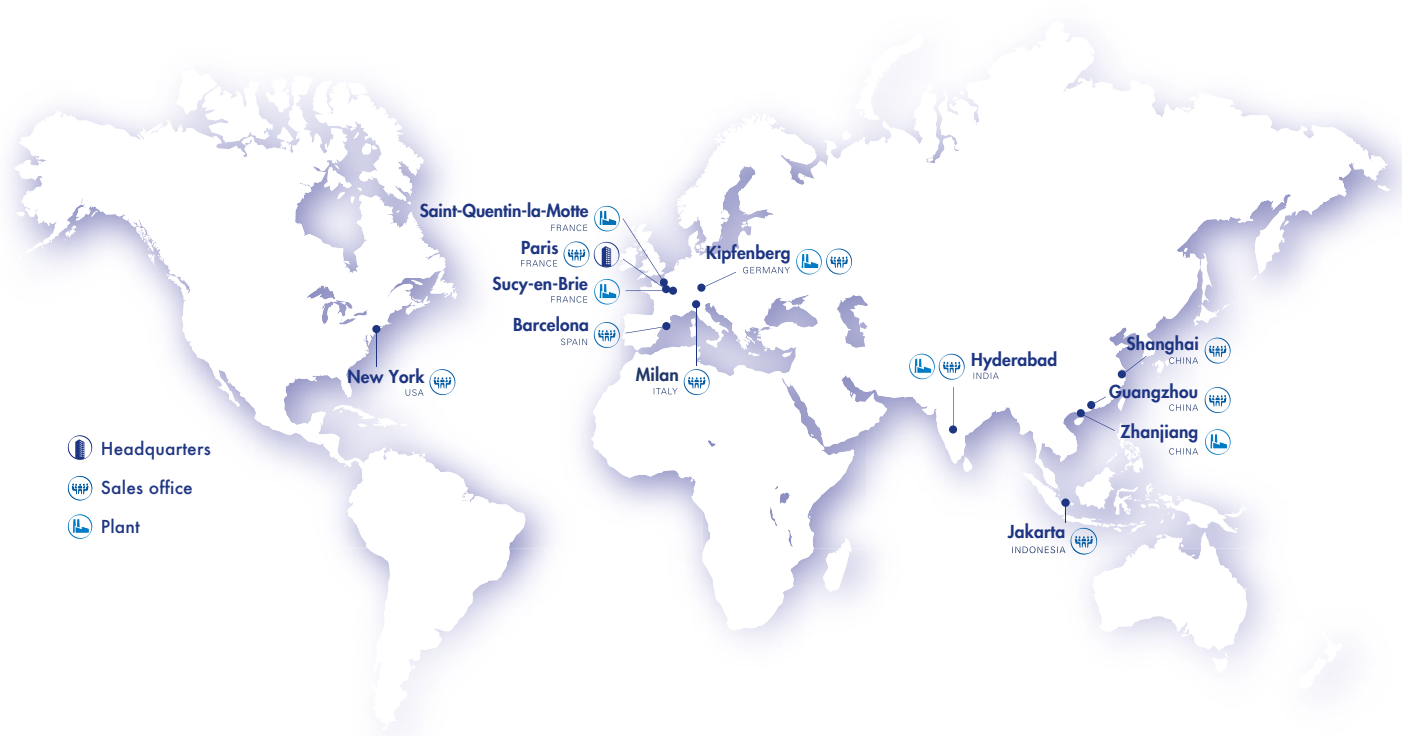 Saint-Quentin-la-Motte
FRANCE
Paris
FRANCE
Kipfenberg
GERMANY
Sucy-en-Brie
FRANCE
Barcelona
SPAIN
Milan
ITALY
New York
USA
Hyderabad
INDIA
Shanghai
CHINA
Guangzhou
CHINA
Zhanjiang
CHINA
Jakarta
INDONESIA
Headquarters
Sales office
Plant